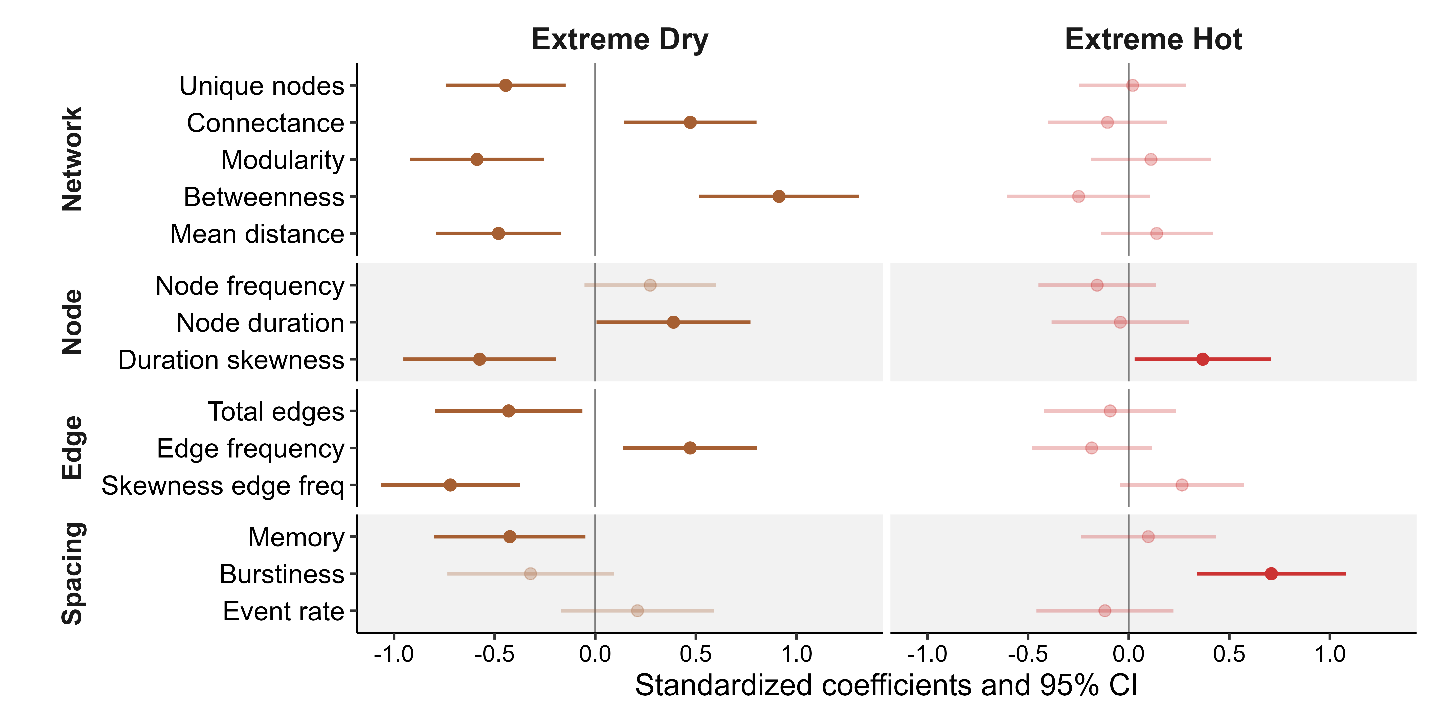 Extreme Dry
Extreme Hot
Network
Unique nodes
Connectance
Modularity
Betweenness
Mean distance
Node
Node frequency
Node duration
Duration skewness
Edge
Total edges
Edge frequency
Skewness edge freq
Spacing
Memory
Burstiness
Event rate
-1.0 -0.5 0.0 0.5 1.0
-1.0 -0.5 0.0 0.5 1.0
Standardized coefficients and 95% CI